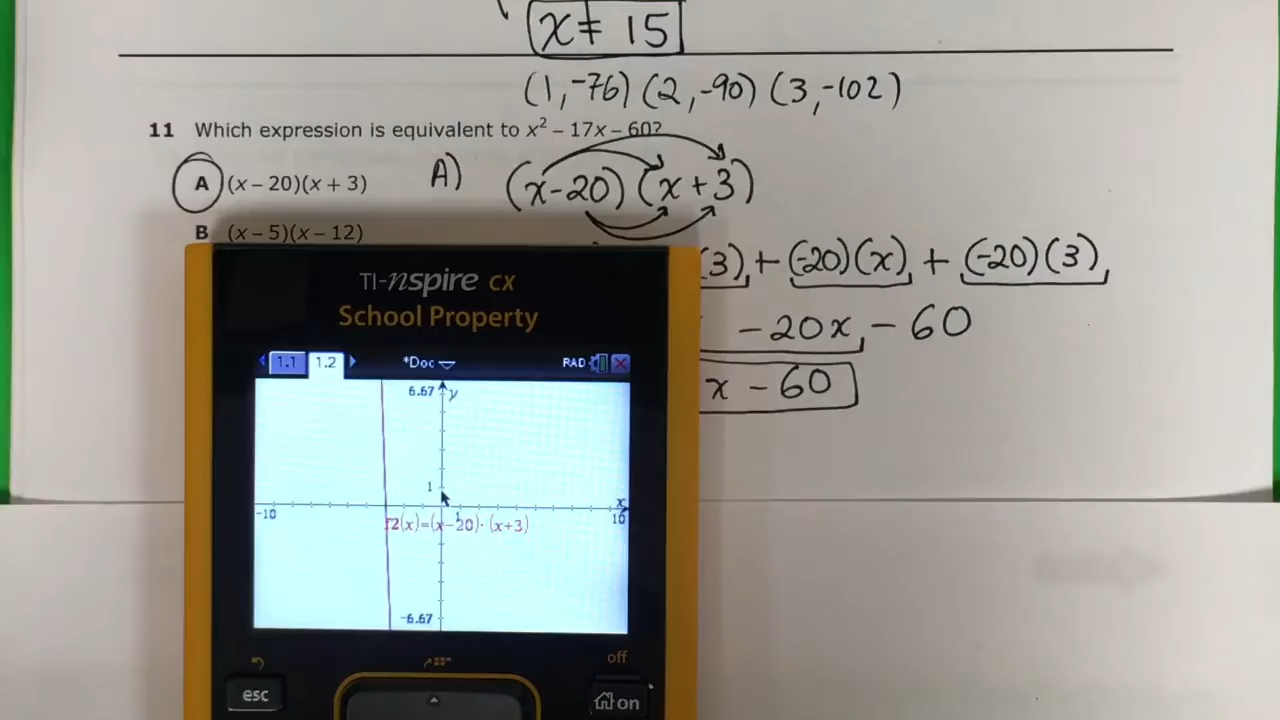 x = 15
(1, -76) (2, -90) (3, -102)
11 Which expression is equivalent to x² – 17x – 60?
A (x – 20)(x + 3) A) (x-20)(x+3)
B (x – 5)(x – 12)
(3) + (-20)(x) + (-20)(3)
- 20x - 60
x - 60
TI-nspire CX
School Property
1.1 1.2 *Doc RAD
6.67 y
1
-10 x 10
f2(x)=(x-20)·(x+3)
1
-6.67
off
esc on